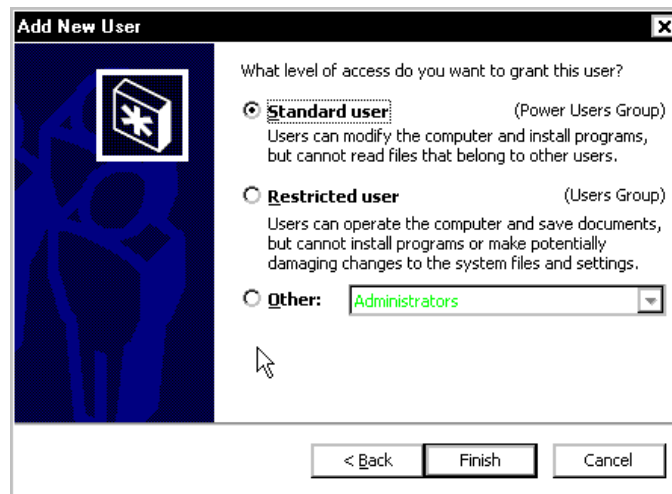 Add New User
What level of access do you want to grant this user?
Standard user (Power Users Group)
Users can modify the computer and install programs,
but cannot read files that belong to other users.
Restricted user (Users Group)
Users can operate the computer and save documents,
but cannot install programs or make potentially
damaging changes to the system files and settings.
Other: Administrators
< Back Finish Cancel